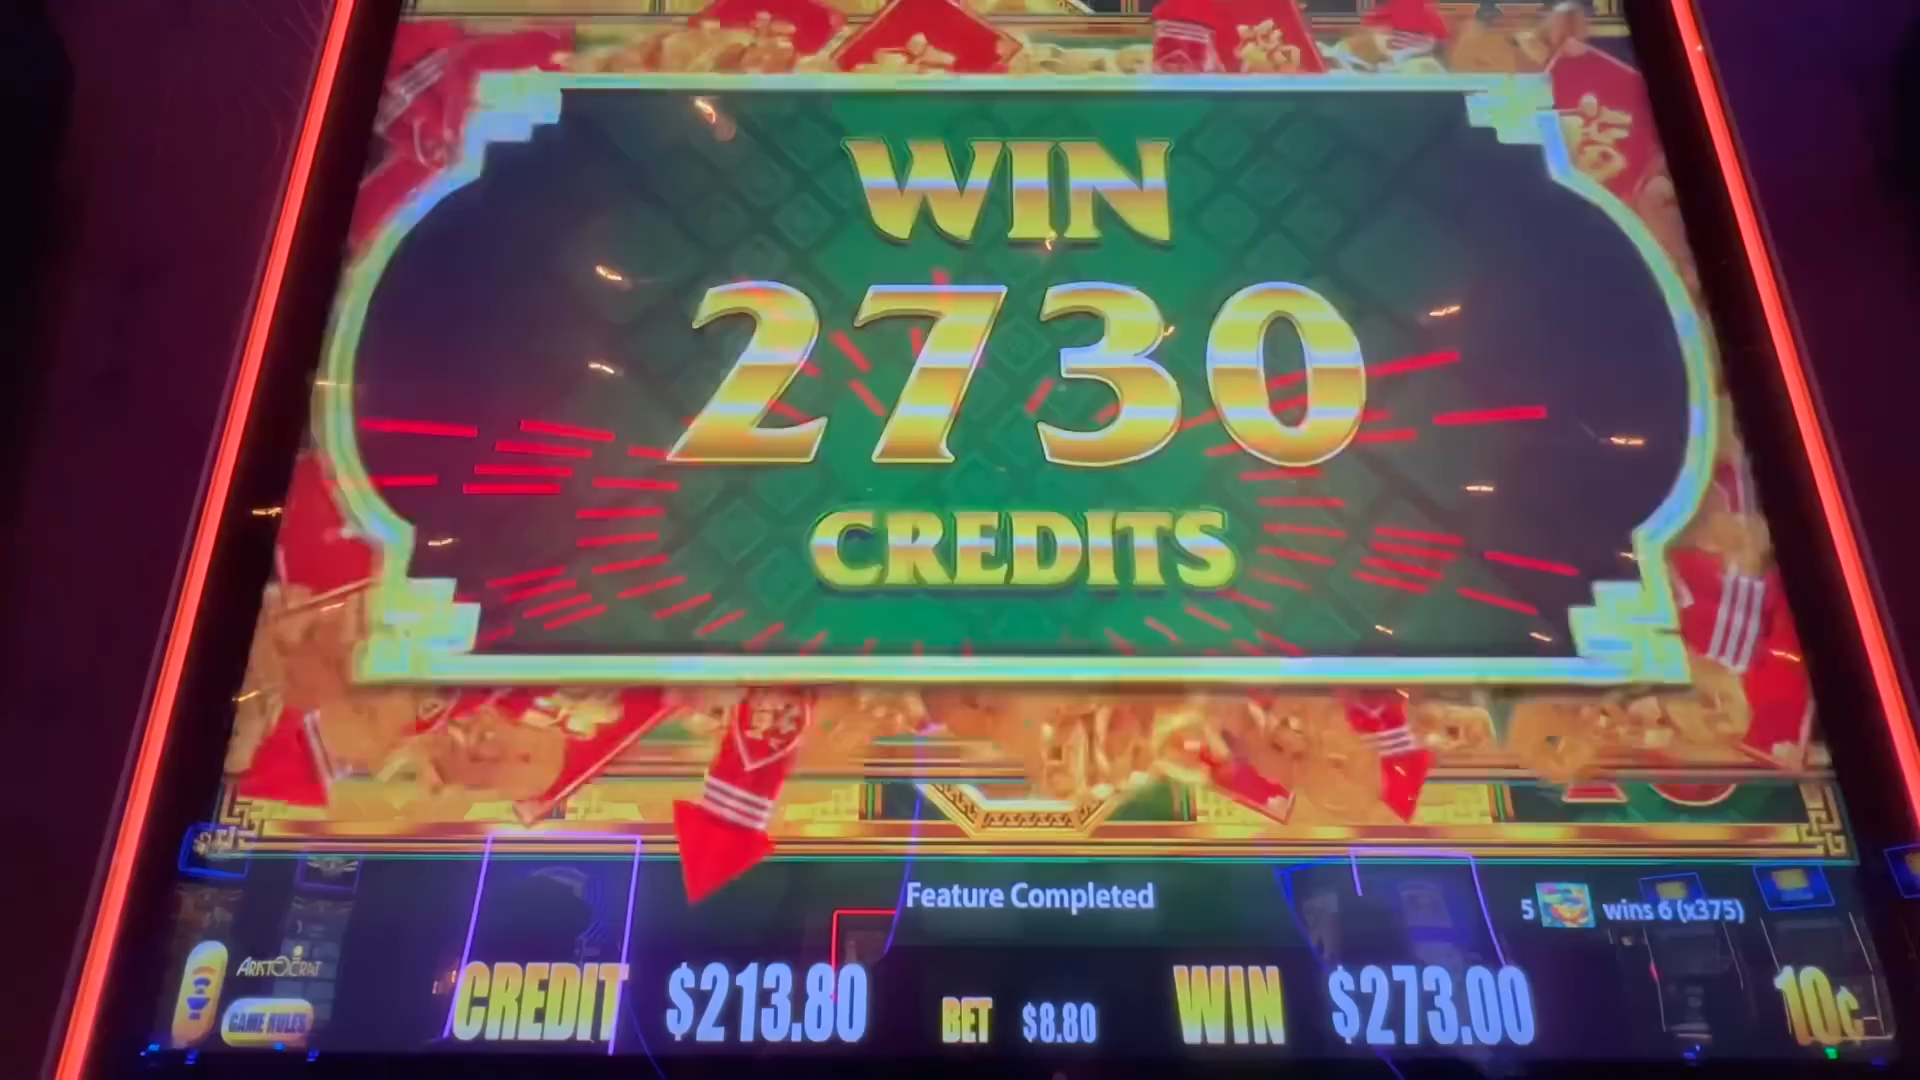 WIN
2730
CREDITS
Feature Completed
5 wins 6 (x375)
ARISTOCRAT
GAME RULES
CREDIT $213.80
BET $8.80
WIN $273.00
10¢